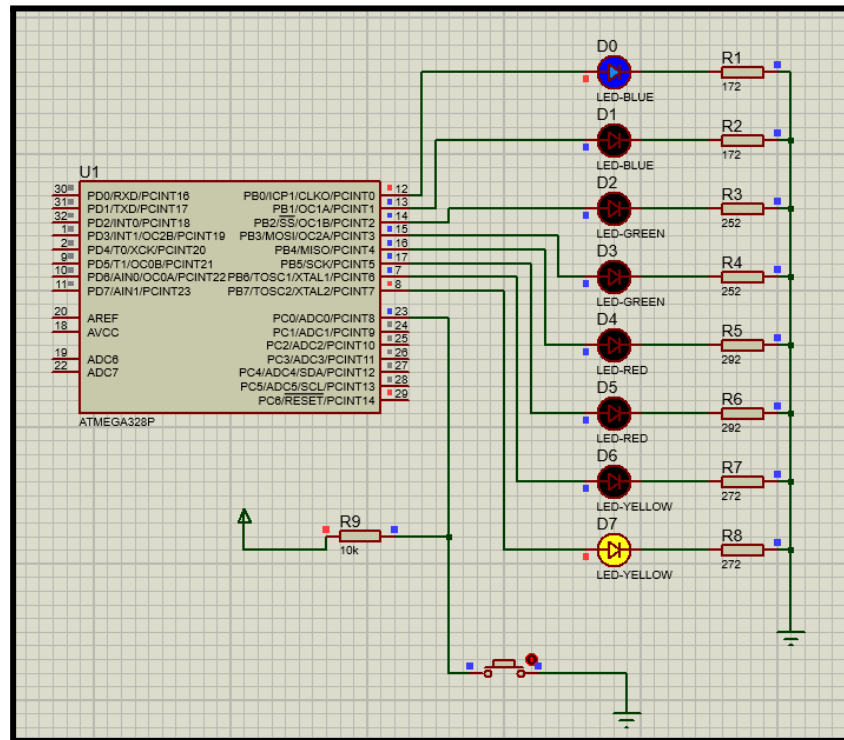 U1
30 PD0/RXD/PCINT16
31 PD1/TXD/PCINT17
32 PD2/INT0/PCINT18
1 PD3/INT1/OC2B/PCINT19
2 PD4/T0/XCK/PCINT20
9 PD5/T1/OC0B/PCINT21
10 PD6/AIN0/OC0A/PCINT22
11 PD7/AIN1/PCINT23
20 AREF
18 AVCC
19 ADC6
22 ADC7
PB0/ICP1/CLKO/PCINT0 12
PB1/OC1A/PCINT1 13
PB2/SS/OC1B/PCINT2 14
PB3/MOSI/OC2A/PCINT3 15
PB4/MISO/PCINT4 16
PB5/SCK/PCINT5 17
PB6/TOSC1/XTAL1/PCINT6 7
PB7/TOSC2/XTAL2/PCINT7 8
PC0/ADC0/PCINT8 23
PC1/ADC1/PCINT9 24
PC2/ADC2/PCINT10 25
PC3/ADC3/PCINT11 26
PC4/ADC4/SDA/PCINT12 27
PC5/ADC5/SCL/PCINT13 28
PC6/RESET/PCINT14 29
ATMEGA328P
D0
LED-BLUE
R1
172
D1
LED-BLUE
R2
172
D2
LED-GREEN
R3
252
D3
LED-GREEN
R4
252
D4
LED-RED
R5
292
D5
LED-RED
R6
292
D6
LED-YELLOW
R7
272
D7
LED-YELLOW
R8
272
R9
10k